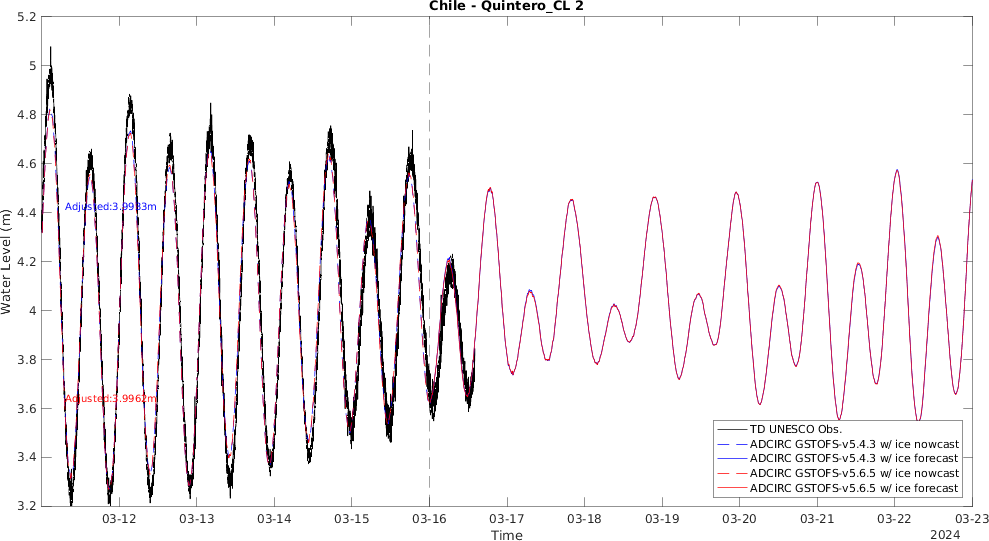 Chile - Quintero_CL 2
5.2
5
4.8
4.6
4.4
4.2
4
3.8
3.6
3.4
3.2
Water Level (m)
Adjusted:3.9983m
Adjusted:3.9962m
TD UNESCO Obs.
ADCIRC GSTOFS-v5.4.3 w/ ice nowcast
ADCIRC GSTOFS-v5.4.3 w/ ice forecast
ADCIRC GSTOFS-v5.6.5 w/ ice nowcast
ADCIRC GSTOFS-v5.6.5 w/ ice forecast
03-12 03-13 03-14 03-15 03-16 03-17 03-18 03-19 03-20 03-21 03-22 03-23
Time
2024